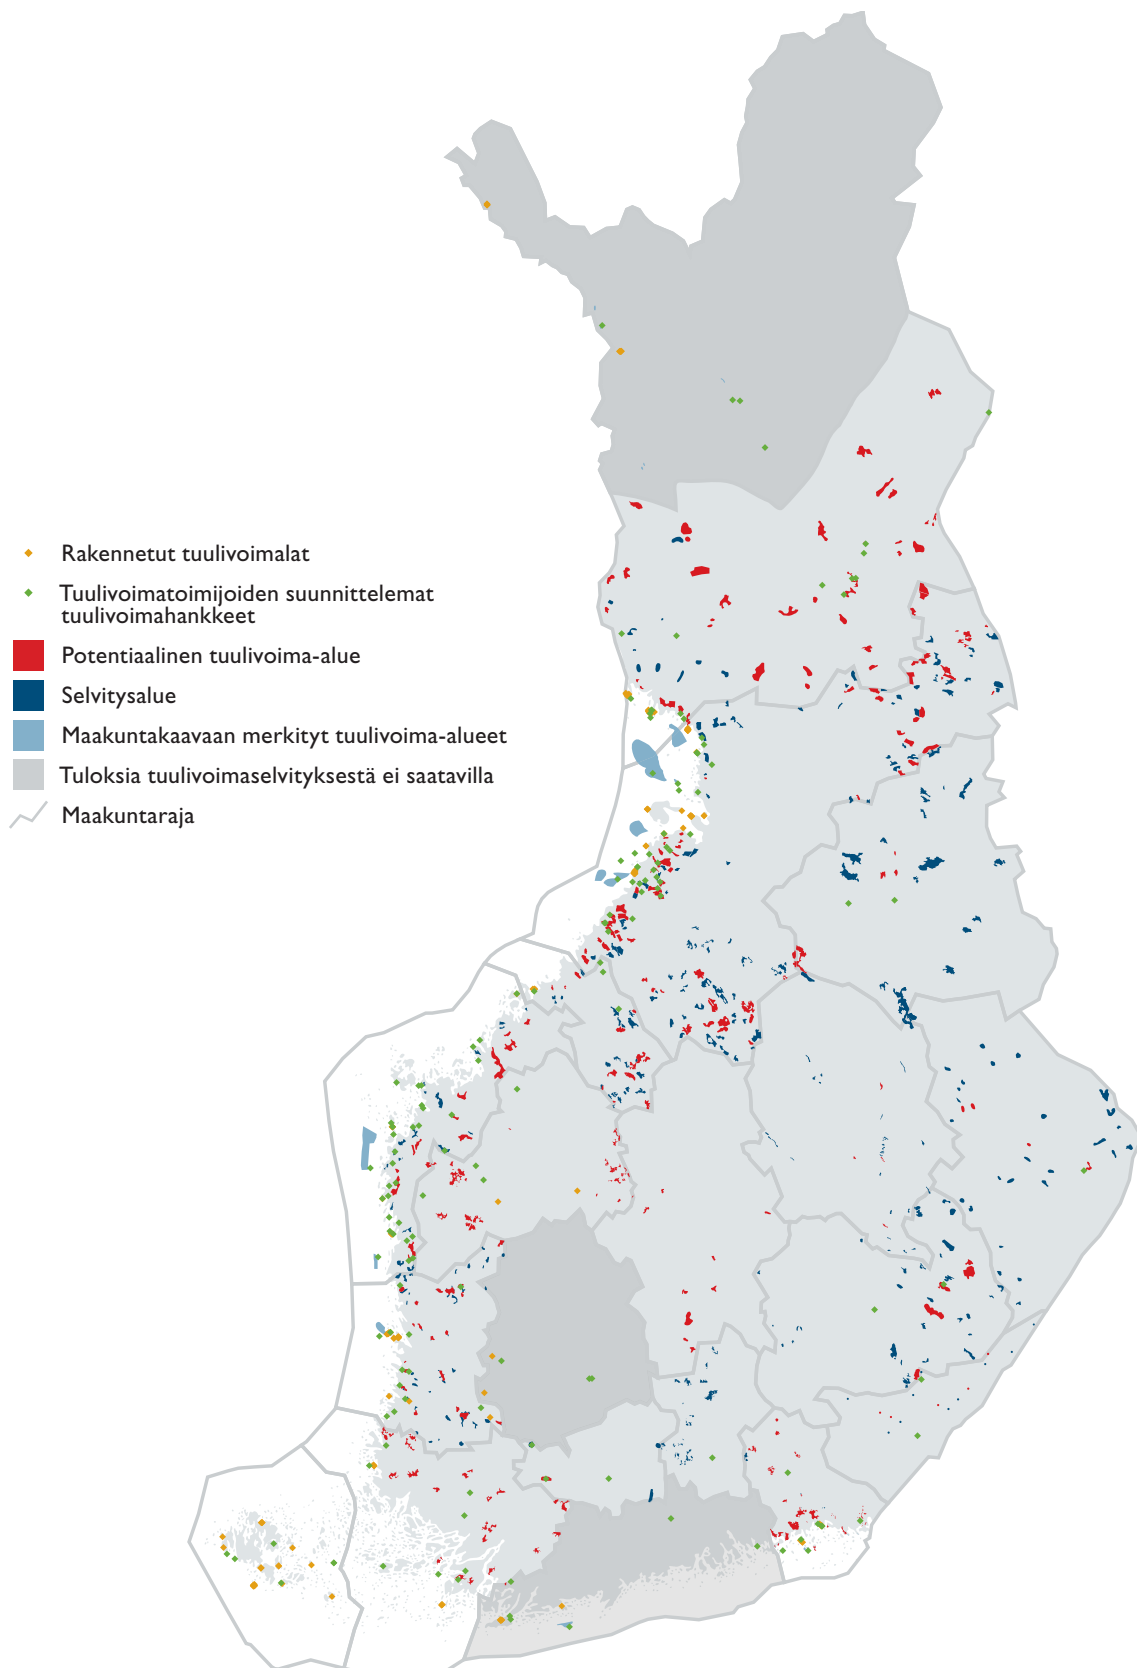 Rakennetut tuulivoimalat
Tuulivoimatoimijoiden suunnittelemat
tuulivoimahankkeet
Potentiaalinen tuulivoima-alue
Selvitysalue
Maakuntakaavaan merkityt tuulivoima-alueet
Tuloksia tuulivoimaselvityksestä ei saatavilla
Maakuntaraja